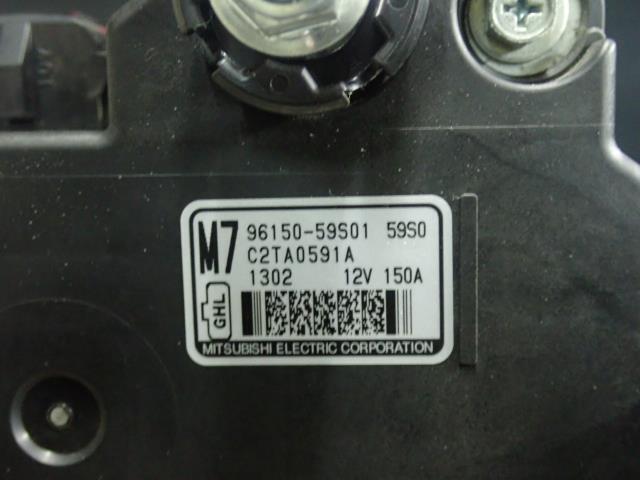 M7 96150-59S01 59S0
C2TA0591A
1302 12V 150A
GHL
MITSUBISHI ELECTRIC CORPORATION